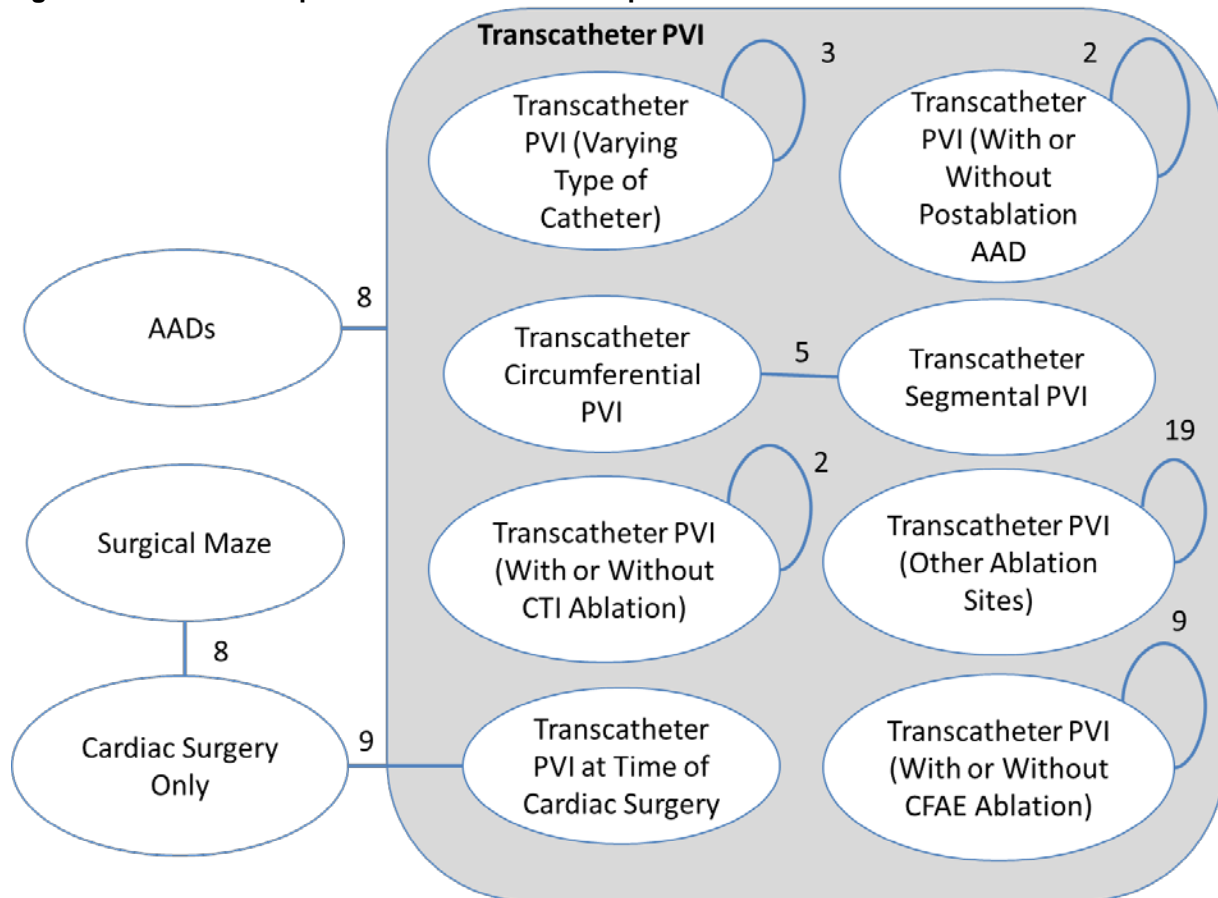 Transcatheter PVI
3
2
Transcatheter
PVI (Varying
Type of
Catheter)
Transcatheter
PVI (With or
Without
Postablation
AAD
AADs
8
Transcatheter
Circumferential
PVI
5
Transcatheter
Segmental PVI
Surgical Maze
8
2
Transcatheter PVI
(With or Without
CTI Ablation)
19
Transcatheter PVI
(Other Ablation
Sites)
Cardiac Surgery
Only
9
Transcatheter
PVI at Time of
Cardiac Surgery
9
Transcatheter PVI
(With or Without
CFAE Ablation)